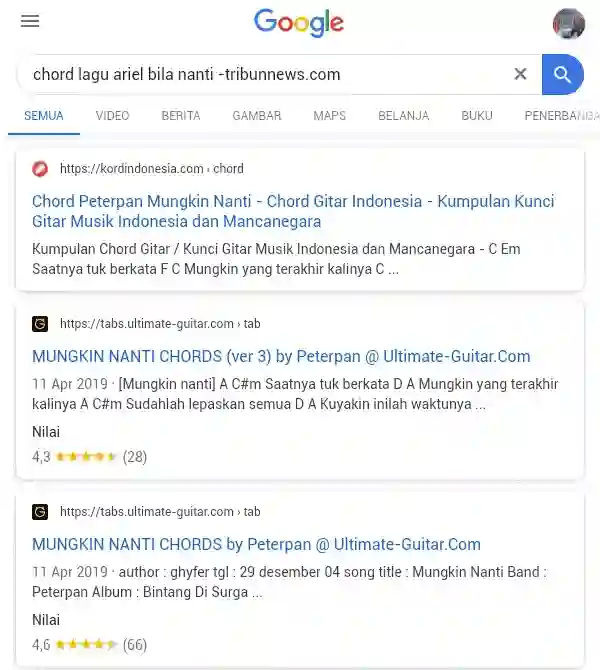 Google
chord lagu ariel bila nanti -tribunnews.com
SEMUA VIDEO BERITA GAMBAR MAPS BELANJA BUKU PENERBANGA
https://kordindonesia.com › chord
Chord Peterpan Mungkin Nanti - Chord Gitar Indonesia - Kumpulan Kunci
Gitar Musik Indonesia dan Mancanegara
Kumpulan Chord Gitar / Kunci Gitar Musik Indonesia dan Mancanegara - C Em
Saatnya tuk berkata F C Mungkin yang terakhir kalinya C ...
https://tabs.ultimate-guitar.com › tab
MUNGKIN NANTI CHORDS (ver 3) by Peterpan @ Ultimate-Guitar.Com
11 Apr 2019 · [Mungkin nanti] A C#m Saatnya tuk berkata D A Mungkin yang terakhir
kalinya A C#m Sudahlah lepaskan semua D A Kuyakin inilah waktunya ...
Nilai
4,3 (28)
https://tabs.ultimate-guitar.com › tab
MUNGKIN NANTI CHORDS by Peterpan @ Ultimate-Guitar.Com
11 Apr 2019 · author : ghyfer tgl : 29 desember 04 song title : Mungkin Nanti Band :
Peterpan Album : Bintang Di Surga ...
Nilai
4,6 (66)